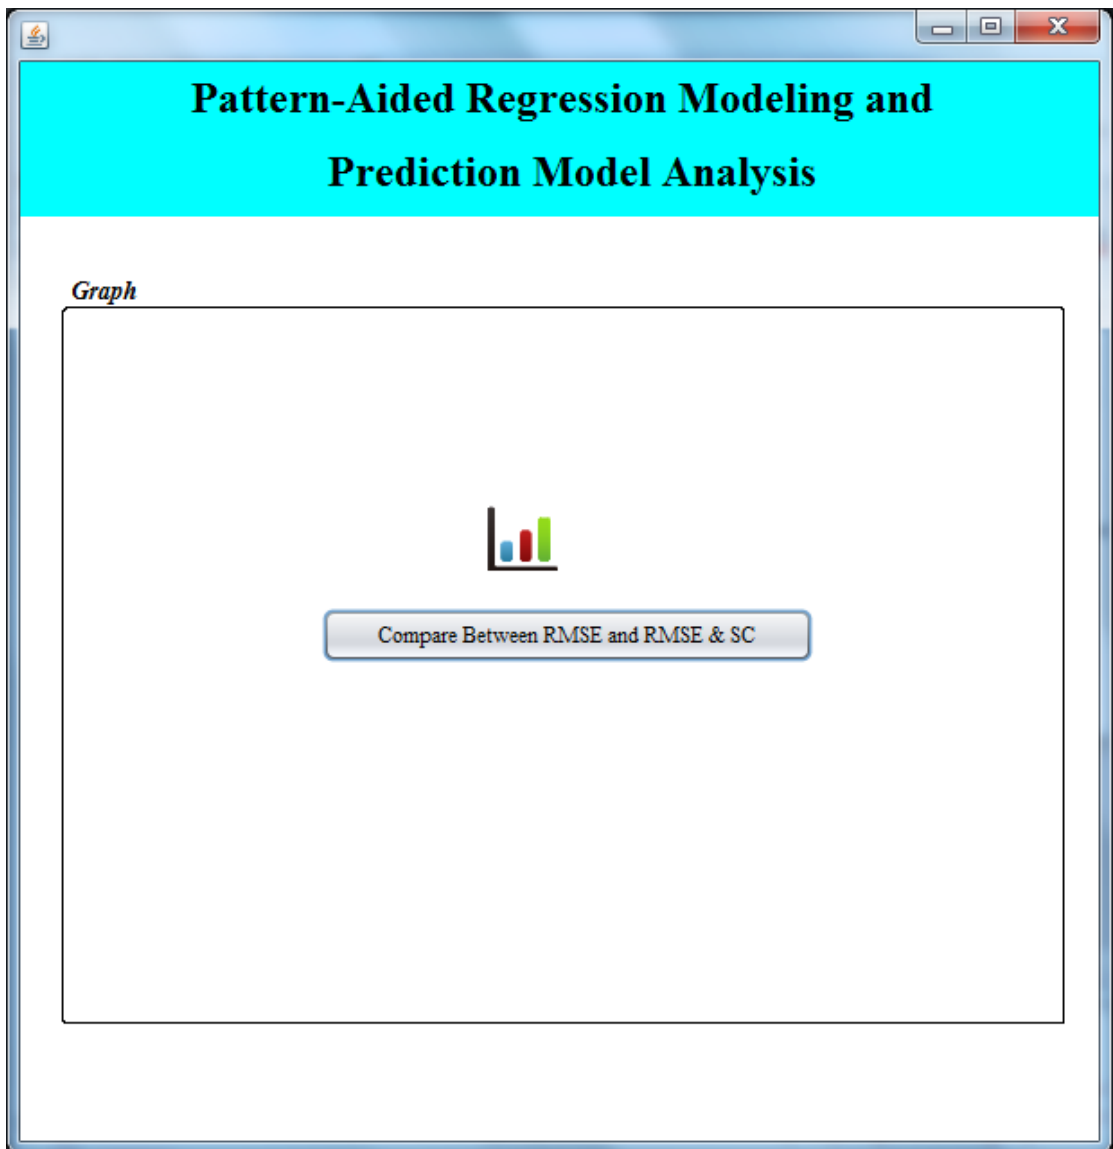 Pattern-Aided Regression Modeling and
Prediction Model Analysis
Graph
Compare Between RMSE and RMSE & SC